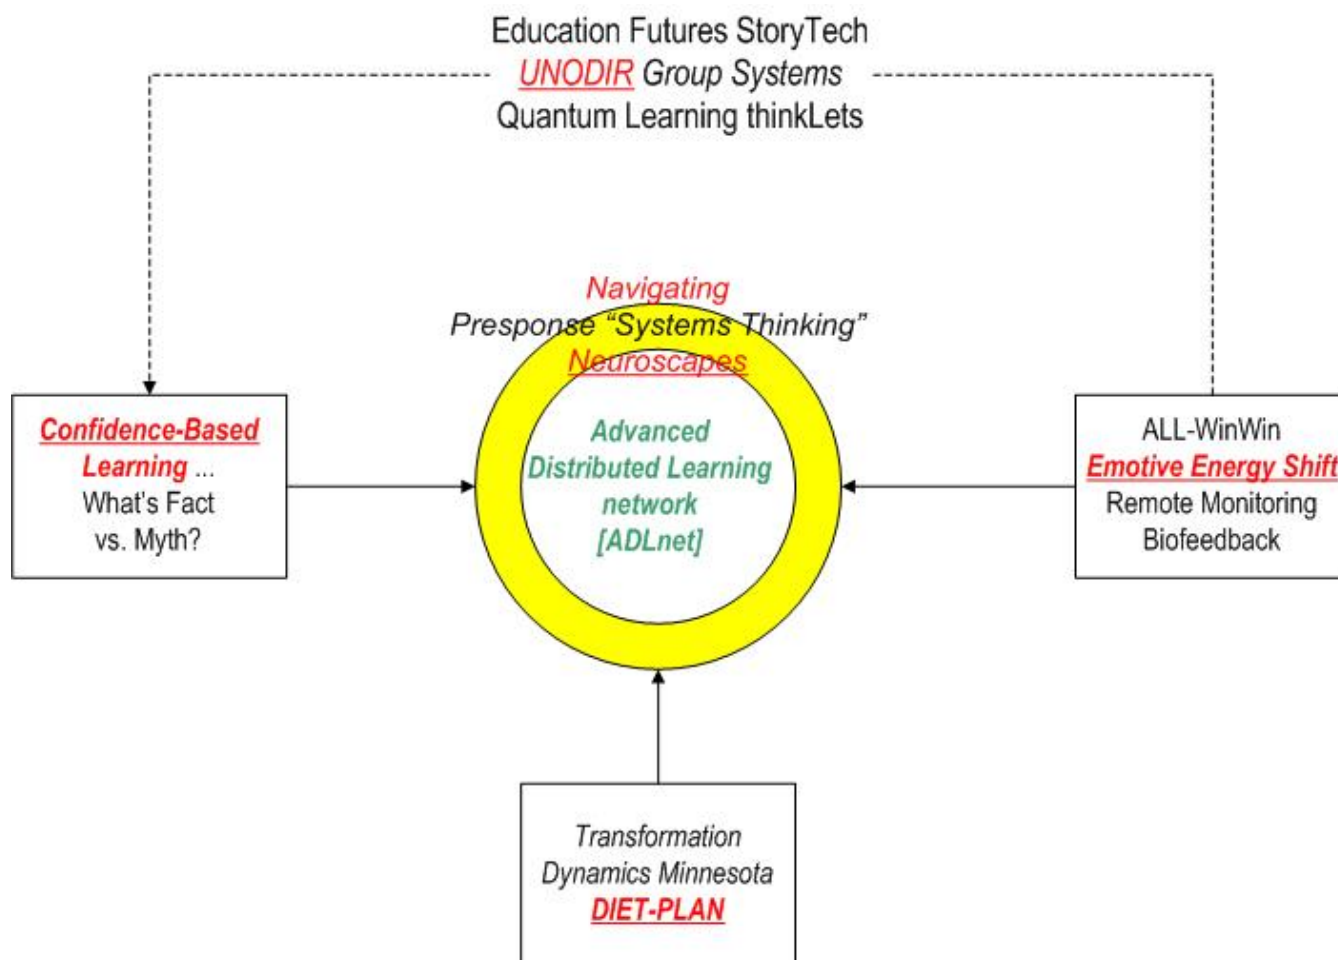 Education Futures StoryTech
UNODIR Group Systems
Quantum Learning thinkLets
Navigating
Presponse “Systems Thinking”
Neuroscapes
Advanced
Distributed Learning
network
[ADLnet]
Confidence-Based
Learning ...
What's Fact
vs. Myth?
ALL-WinWin
Emotive Energy Shift
Remote Monitoring
Biofeedback
Transformation
Dynamics Minnesota
DIET-PLAN